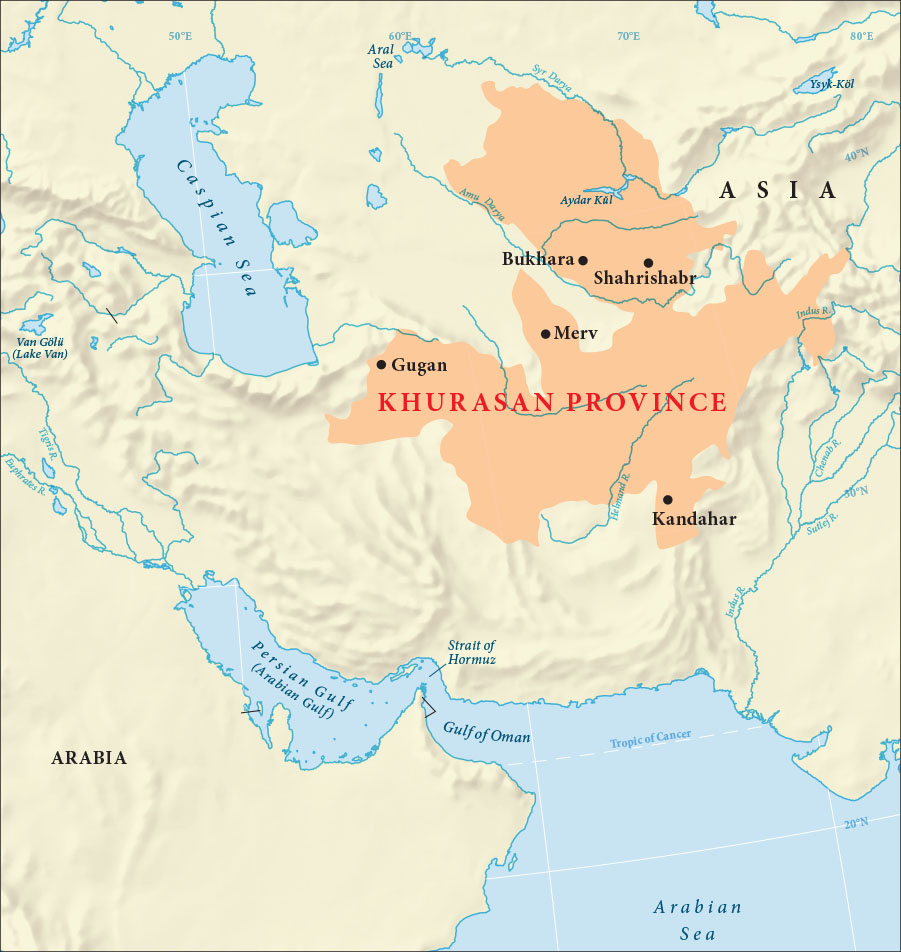 50°E
60°E
70°E
80°E
Aral
Sea
Syr Darya
Ysyk-Köl
40°N
Caspian Sea
Amu Darya
Aydar Kül
ASIA
Bukhara
Shahrishabr
Indus R.
Van Gölü
(Lake Van)
Merv
Gugan
KHURASAN PROVINCE
Tigris R.
Euphrates R.
Chenab R.
Helmand R.
30°N
Kandahar
Sutlej R.
Indus R.
Strait of
Hormuz
Persian Gulf
(Arabian Gulf)
Gulf of Oman
Tropic of Cancer
ARABIA
20°N
Arabian
Sea